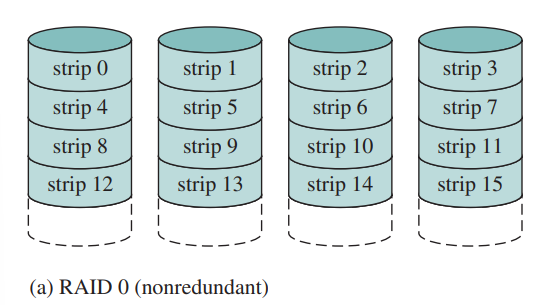 strip 0 strip 1 strip 2 strip 3
strip 4 strip 5 strip 6 strip 7
strip 8 strip 9 strip 10 strip 11
strip 12 strip 13 strip 14 strip 15
(a) RAID 0 (nonredundant)